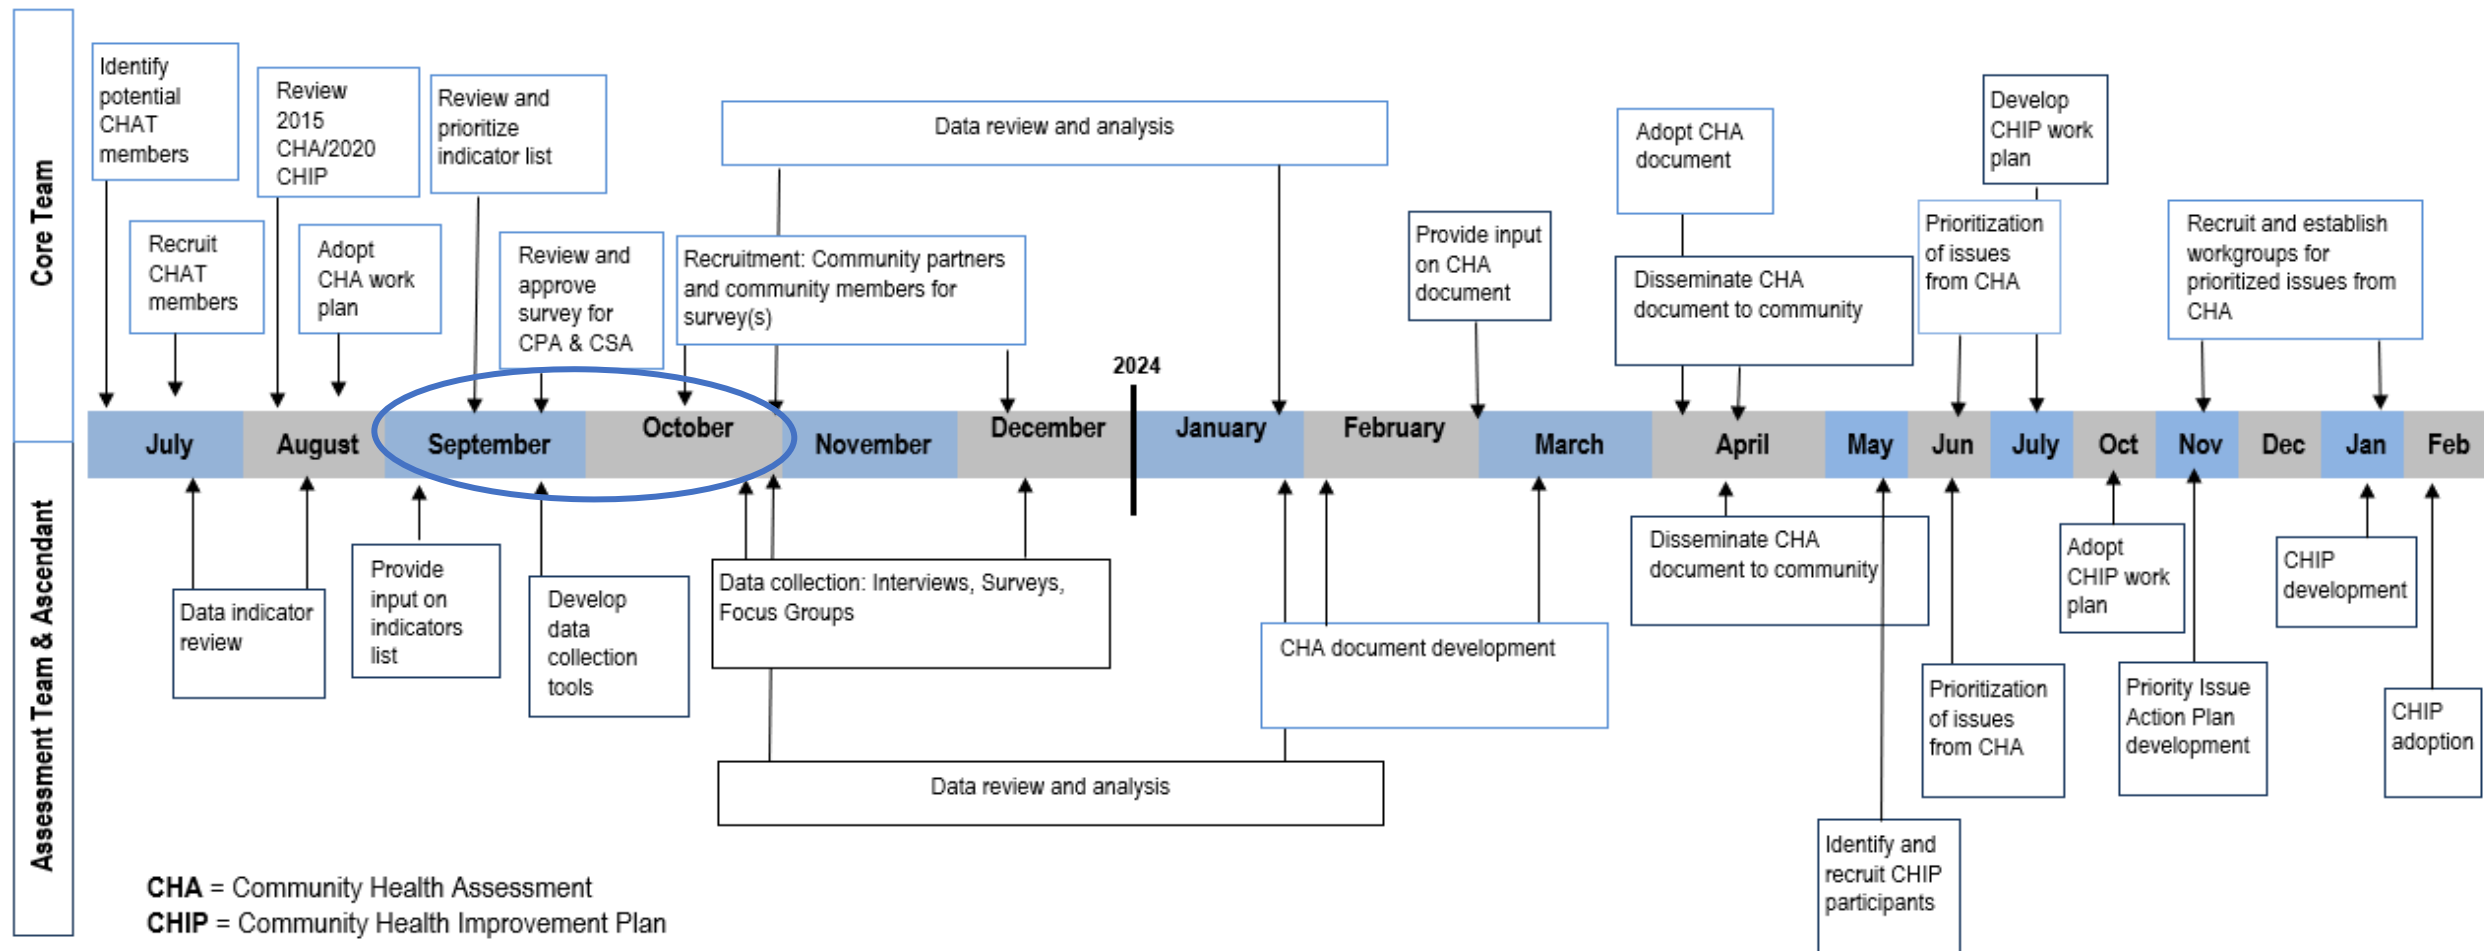 Core Team
Identify
potential
CHAT
members
Recruit
CHAT
members
Review
2015
CHA/2020
CHIP
Adopt
CHA work
plan
Review and
prioritize
indicator list
Review and
approve
survey for
CPA & CSA
Data review and analysis
Recruitment: Community partners
and community members for
survey(s)
Provide input
on CHA
document
Adopt CHA
document
Disseminate CHA
document to community
Develop
CHIP work
plan
Prioritization
of issues
from CHA
Recruit and establish
workgroups for
prioritized issues from
CHA
2024
July
August
September
October
November
December
January
February
March
April
May
Jun
July
Oct
Nov
Dec
Jan
Feb
Assessment Team & Ascendant
Data indicator
review
Provide
input on
indicators
list
Develop
data
collection
tools
Data collection: Interviews, Surveys,
Focus Groups
Data review and analysis
CHA document development
Disseminate CHA
document to community
Identify and
recruit CHIP
participants
Prioritization
of issues
from CHA
Adopt
CHIP work
plan
Priority Issue
Action Plan
development
CHIP
development
CHIP
adoption
CHA = Community Health Assessment
CHIP = Community Health Improvement Plan